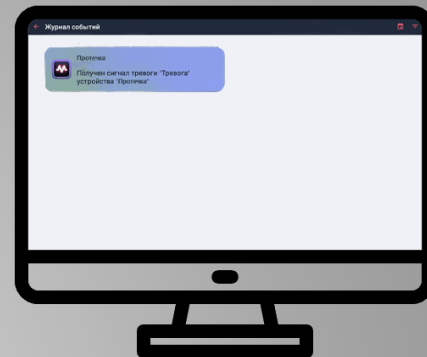 Журнал событий
Протечка
Получен сигнал тревоги "Тревога"
устройства "Протечка"